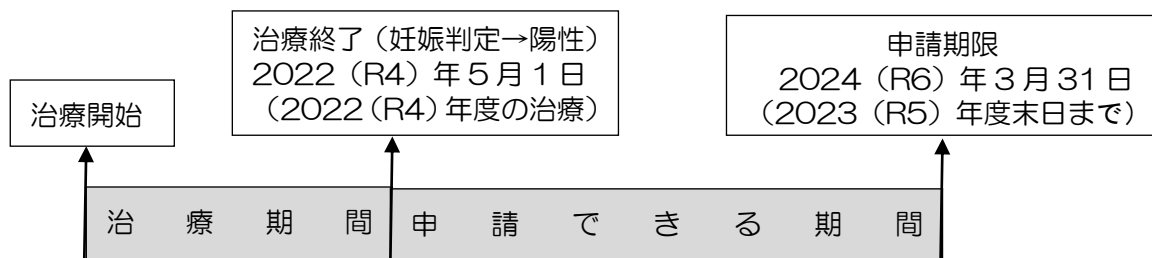 治療開始
治療終了（妊娠判定→陽性）
2022（R4）年5月1日
（2022（R4）年度の治療）
申請期限
2024（R6）年3月31日
（2023（R5）年度末日まで）
治療期間
申請できる期間